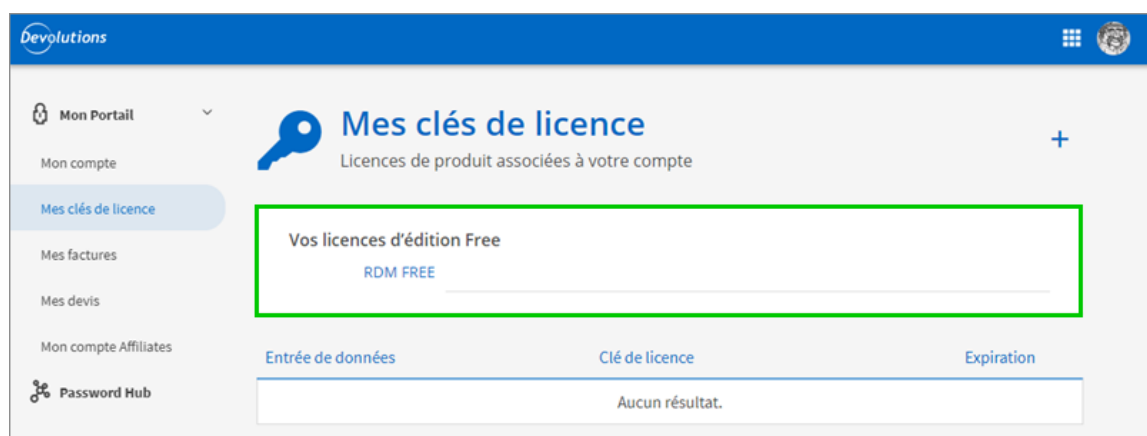 Devolutions
Mon Portail
Mon compte
Mes clés de licence
Mes factures
Mes devis
Mon compte Affiliates
Password Hub
Mes clés de licence
Licences de produit associées à votre compte
Vos licences d’édition Free
RDM FREE
Entrée de données Clé de licence Expiration
Aucun résultat.